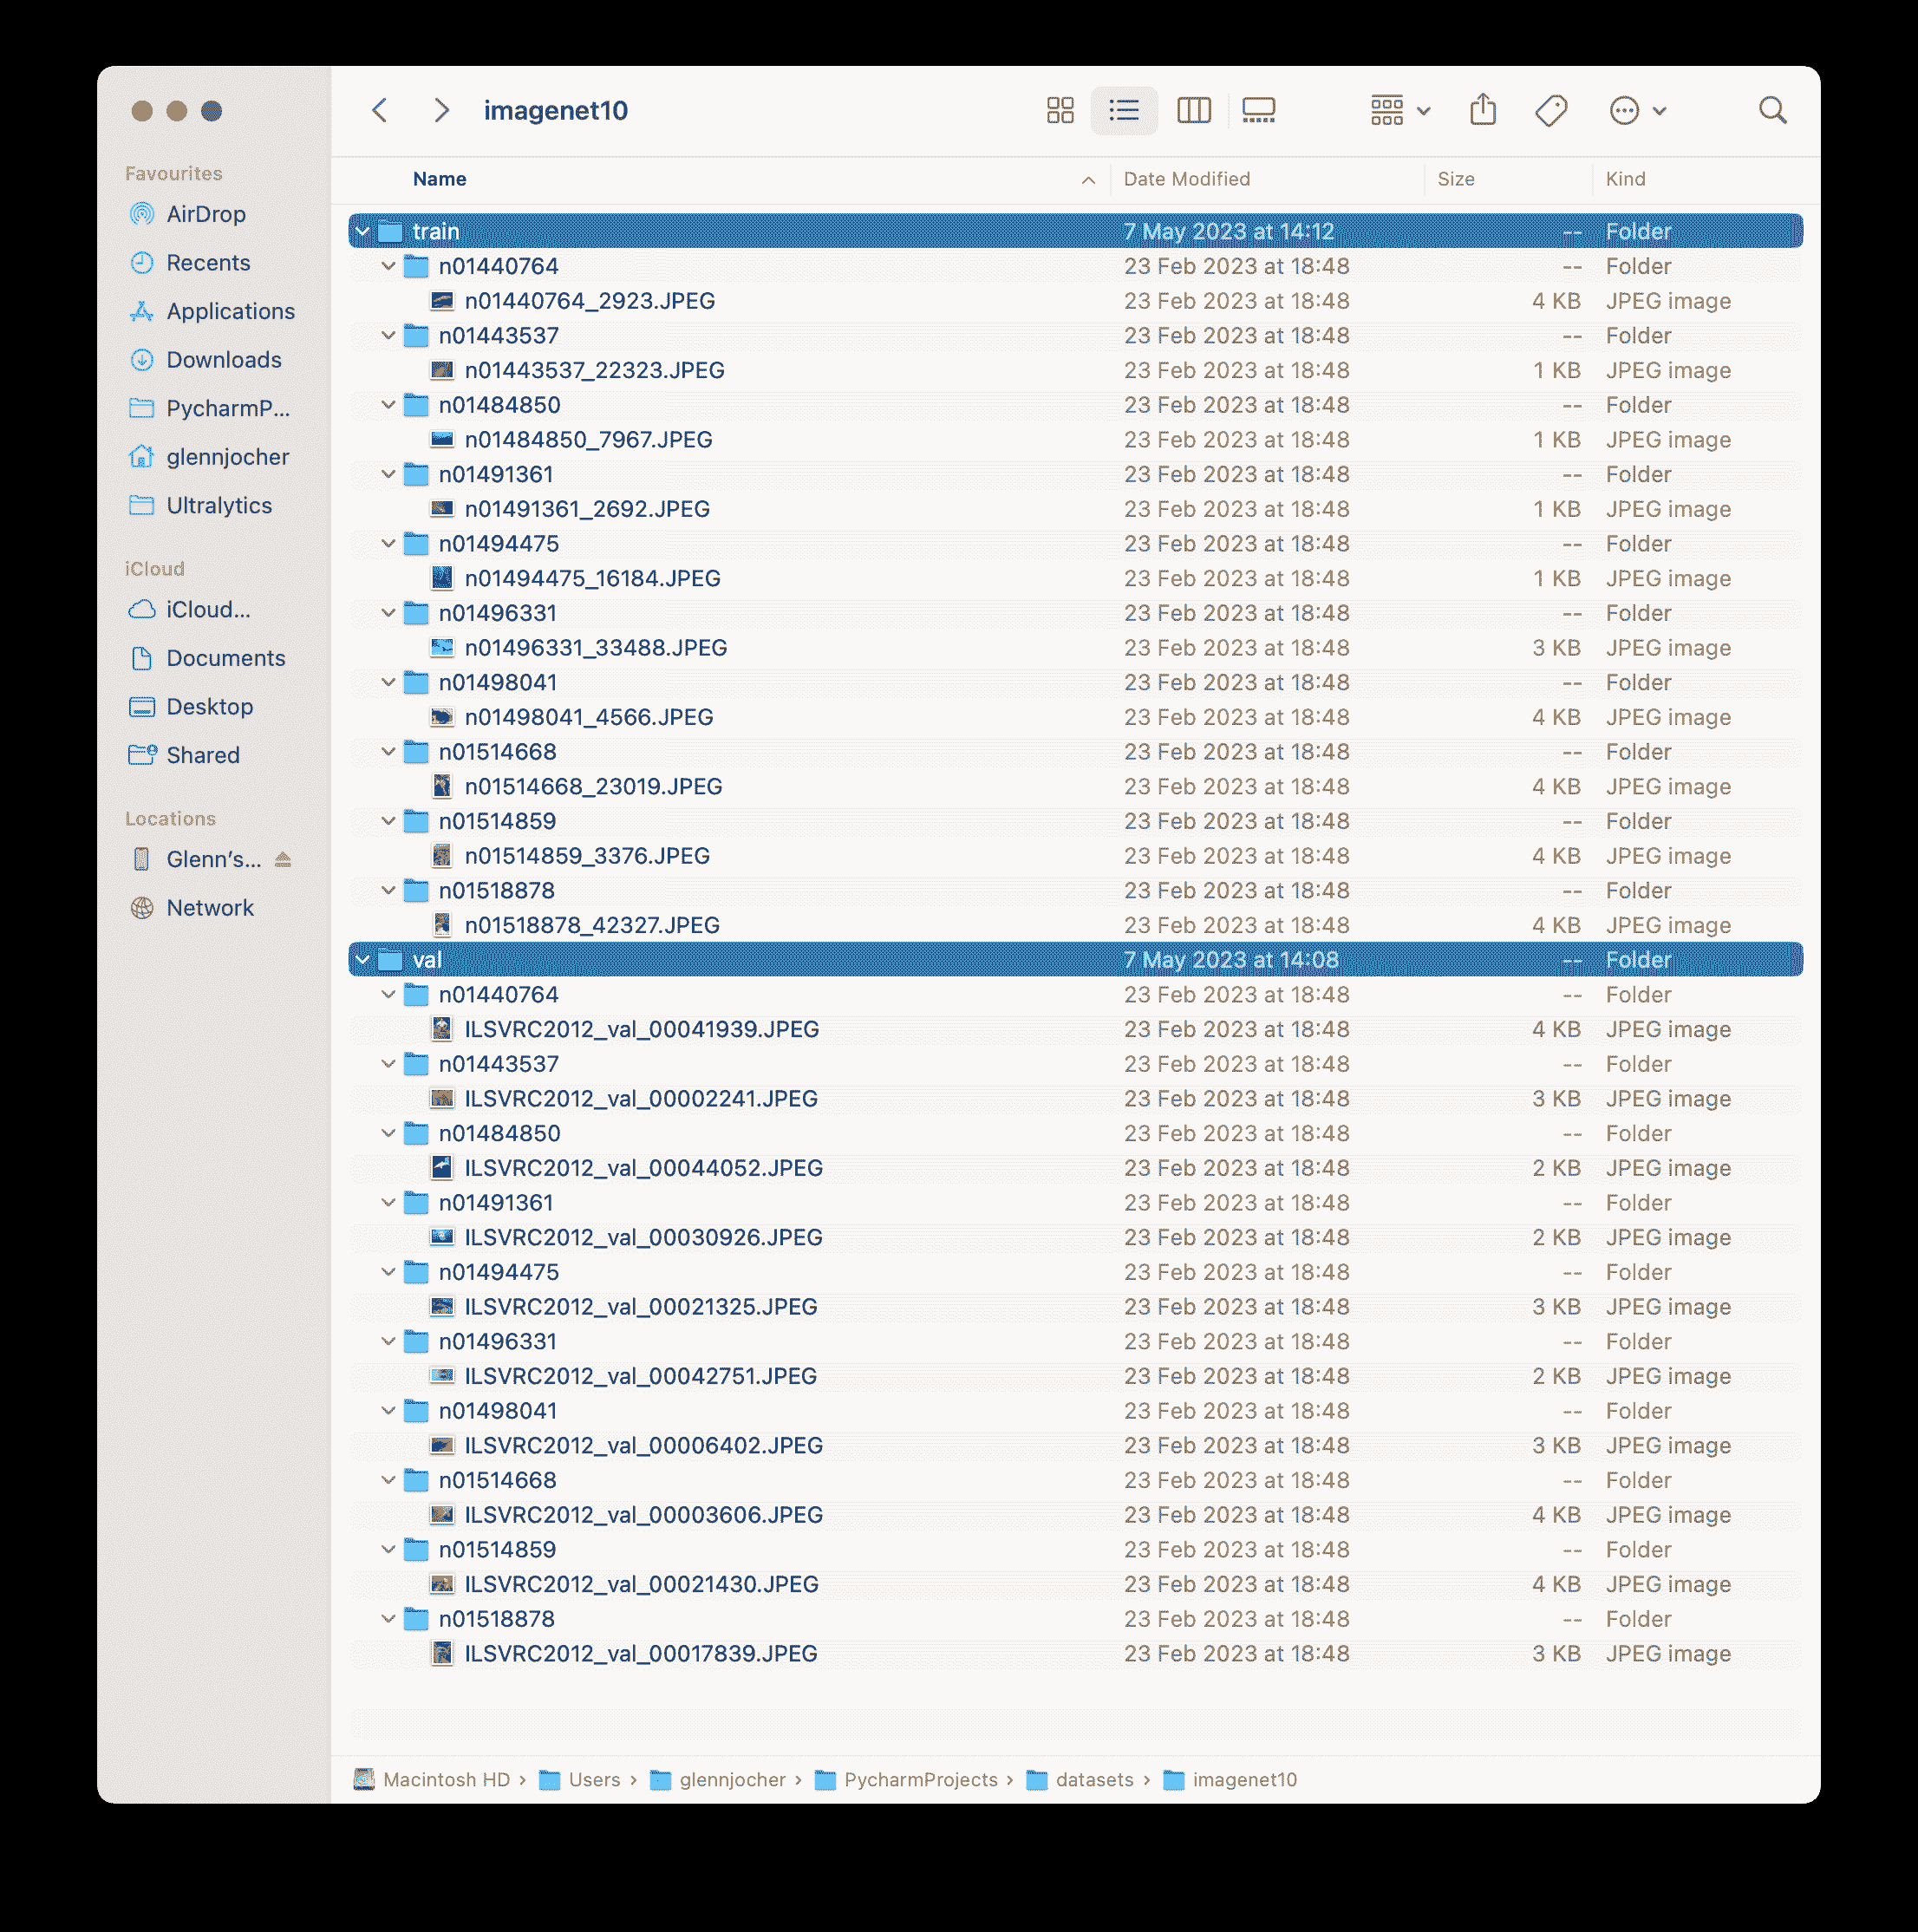 imagenet10
Favourites
AirDrop
Recents
Applications
Downloads
PycharmP...
glennjocher
Ultralytics
iCloud
iCloud...
Documents
Desktop
Shared
Locations
Glenn’s...
Network
Name Date Modified Size Kind
train 7 May 2023 at 14:12 -- Folder
n01440764 23 Feb 2023 at 18:48 -- Folder
n01440764_2923.JPEG 23 Feb 2023 at 18:48 4 KB JPEG image
n01443537 23 Feb 2023 at 18:48 -- Folder
n01443537_22323.JPEG 23 Feb 2023 at 18:48 1 KB JPEG image
n01484850 23 Feb 2023 at 18:48 -- Folder
n01484850_7967.JPEG 23 Feb 2023 at 18:48 1 KB JPEG image
n01491361 23 Feb 2023 at 18:48 -- Folder
n01491361_2692.JPEG 23 Feb 2023 at 18:48 1 KB JPEG image
n01494475 23 Feb 2023 at 18:48 -- Folder
n01494475_16184.JPEG 23 Feb 2023 at 18:48 1 KB JPEG image
n01496331 23 Feb 2023 at 18:48 -- Folder
n01496331_33488.JPEG 23 Feb 2023 at 18:48 3 KB JPEG image
n01498041 23 Feb 2023 at 18:48 -- Folder
n01498041_4566.JPEG 23 Feb 2023 at 18:48 4 KB JPEG image
n01514668 23 Feb 2023 at 18:48 -- Folder
n01514668_23019.JPEG 23 Feb 2023 at 18:48 4 KB JPEG image
n01514859 23 Feb 2023 at 18:48 -- Folder
n01514859_3376.JPEG 23 Feb 2023 at 18:48 4 KB JPEG image
n01518878 23 Feb 2023 at 18:48 -- Folder
n01518878_42327.JPEG 23 Feb 2023 at 18:48 4 KB JPEG image
val 7 May 2023 at 14:08 -- Folder
n01440764 23 Feb 2023 at 18:48 -- Folder
ILSVRC2012_val_00041939.JPEG 23 Feb 2023 at 18:48 4 KB JPEG image
n01443537 23 Feb 2023 at 18:48 -- Folder
ILSVRC2012_val_00002241.JPEG 23 Feb 2023 at 18:48 3 KB JPEG image
n01484850 23 Feb 2023 at 18:48 -- Folder
ILSVRC2012_val_00044052.JPEG 23 Feb 2023 at 18:48 2 KB JPEG image
n01491361 23 Feb 2023 at 18:48 -- Folder
ILSVRC2012_val_00030926.JPEG 23 Feb 2023 at 18:48 2 KB JPEG image
n01494475 23 Feb 2023 at 18:48 -- Folder
ILSVRC2012_val_00021325.JPEG 23 Feb 2023 at 18:48 3 KB JPEG image
n01496331 23 Feb 2023 at 18:48 -- Folder
ILSVRC2012_val_00042751.JPEG 23 Feb 2023 at 18:48 2 KB JPEG image
n01498041 23 Feb 2023 at 18:48 -- Folder
ILSVRC2012_val_00006402.JPEG 23 Feb 2023 at 18:48 3 KB JPEG image
n01514668 23 Feb 2023 at 18:48 -- Folder
ILSVRC2012_val_00003606.JPEG 23 Feb 2023 at 18:48 4 KB JPEG image
n01514859 23 Feb 2023 at 18:48 -- Folder
ILSVRC2012_val_00021430.JPEG 23 Feb 2023 at 18:48 4 KB JPEG image
n01518878 23 Feb 2023 at 18:48 -- Folder
ILSVRC2012_val_00017839.JPEG 23 Feb 2023 at 18:48 3 KB JPEG image
Macintosh HD › Users › glennjocher › PycharmProjects › datasets › imagenet10